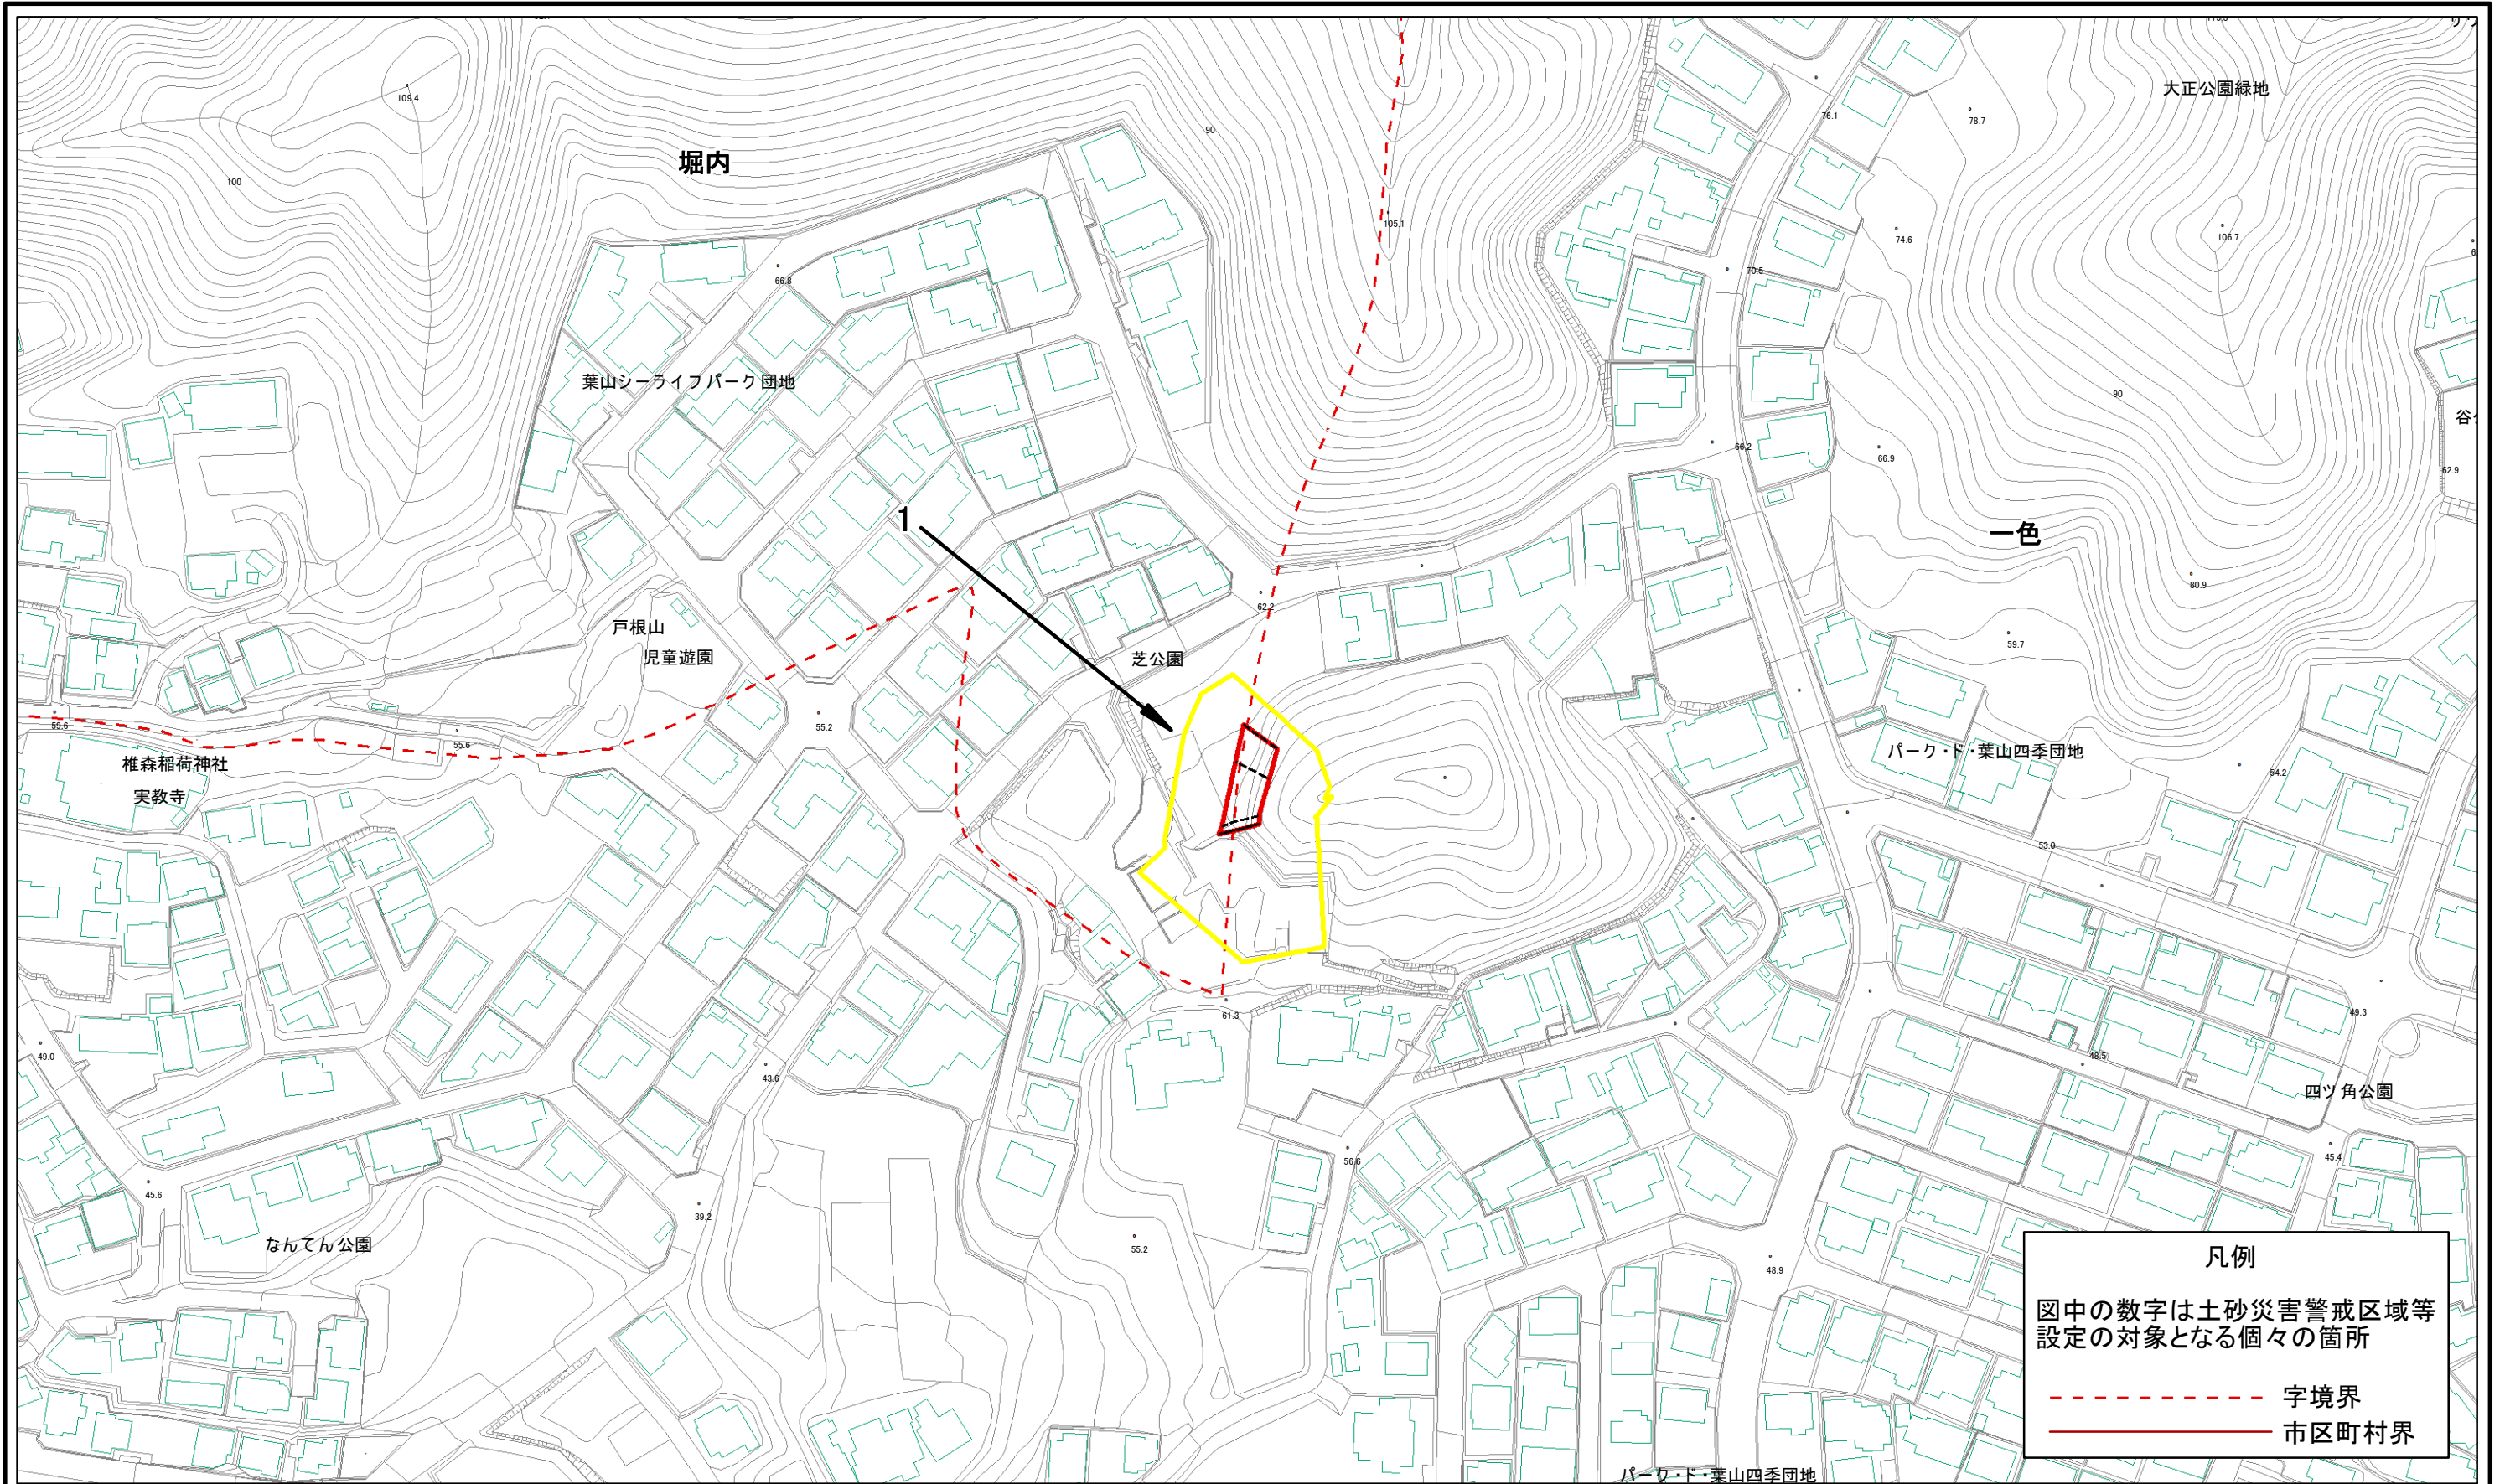 109.4
大正公園緑地
78.7
76.1
90
堀内
100
105.1
74.6
106.7
70.5
66.8
葉山シーライフパーク団地
90
谷
66.2
66.9
62.9
1
一色
80.9
62.2
59.7
戸根山
児童遊園
芝公園
59.6
55.6
55.2
パーク・ド・葉山四季団地
54.2
椎森稲荷神社
実教寺
53.0
61.3
49.3
49.0
48.5
43.6
四ツ角公園
56.6
45.4
45.6
39.2
なんてん公園
55.2
48.9
凡例
図中の数字は土砂災害警戒区域等
設定の対象となる個々の箇所
字境界
市区町村界
パーク・ド・葉山四季団地